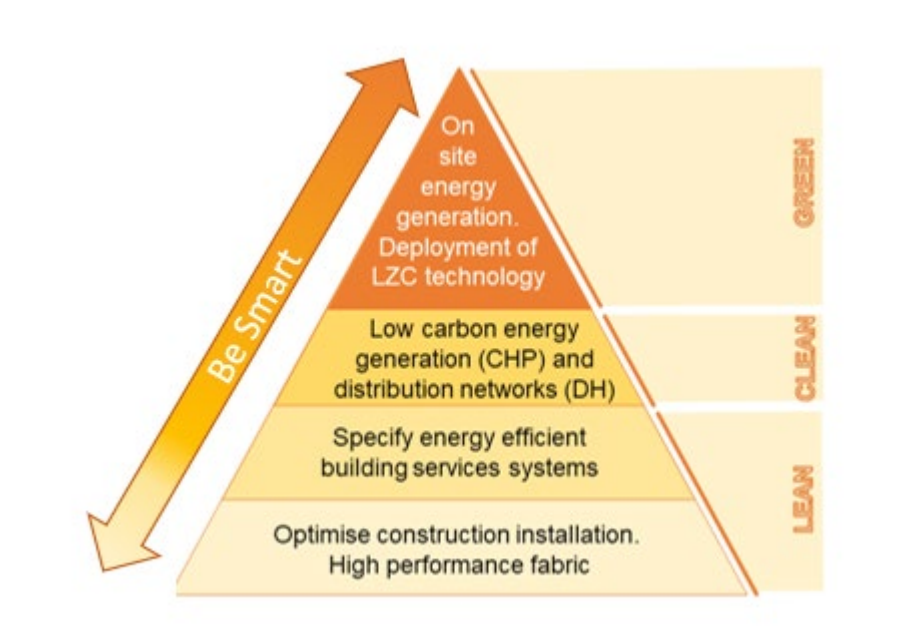 Be Smart
On
site
energy
generation.
Deployment of
LZC technology
Low carbon energy
generation (CHP) and
distribution networks (DH)
Specify energy efficient
building services systems
Optimise construction installation.
High performance fabric
GREEN
CLEAN
LEAN